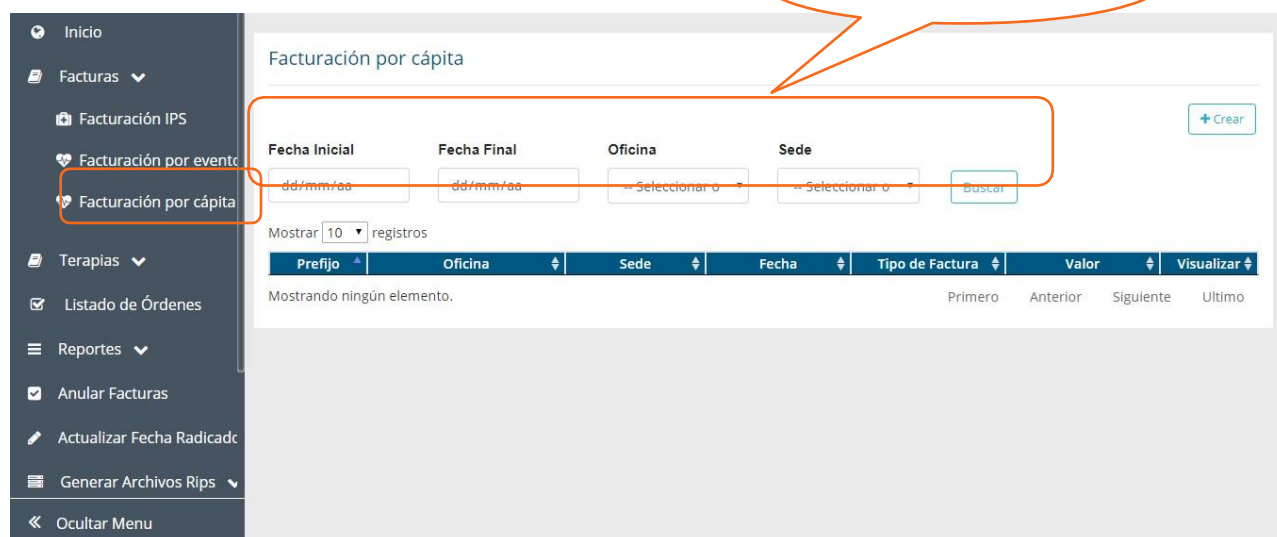 Inicio
Facturas
Facturación IPS
Facturación por evento
Facturación por cápita
Terapias
Listado de Órdenes
Reportes
Anular Facturas
Actualizar Fecha Radicado
Generar Archivos Rips
Ocultar Menu
Facturación por cápita
+ Crear
Fecha Inicial Fecha Final Oficina Sede
dd/mm/aa dd/mm/aa -- Seleccionar o -- Seleccionar o Buscar
Mostrar 10 registros
Prefijo Oficina Sede Fecha Tipo de Factura Valor Visualizar
Mostrando ningún elemento. Primero Anterior Siguiente Ultimo